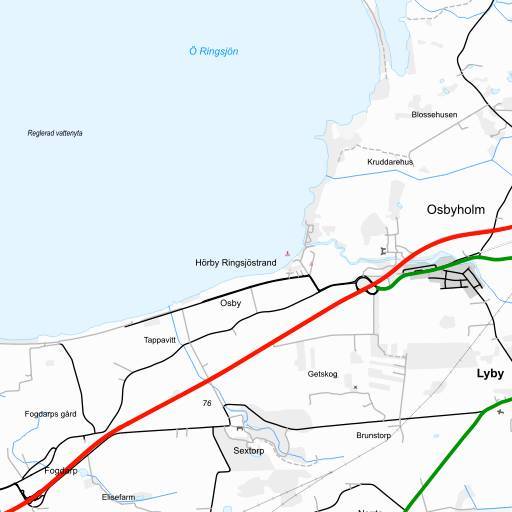 Ö Ringsjön
Blossehusen
Reglerad vattenyta
Kruddarehus
Osbyholm
Hörby Ringsjöstrand
Osby
Tappavitt
Getskog
Lyby
76
Fogdarps gård
Brunstorp
Sextorp
Fogdarp
Elisefarm